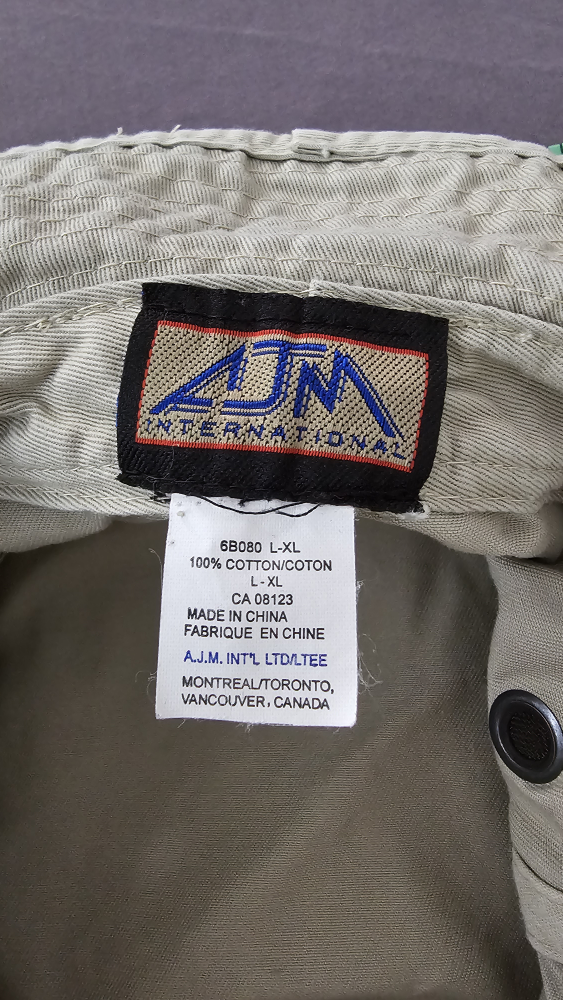 AJM
INTERNATIONAL
6B080 L-XL
100% COTTON/COTON
L-XL
CA 08123
MADE IN CHINA
FABRIQUE EN CHINE
A.J.M. INT'L LTD/LTEE
MONTREAL/TORONTO,
VANCOUVER, CANADA